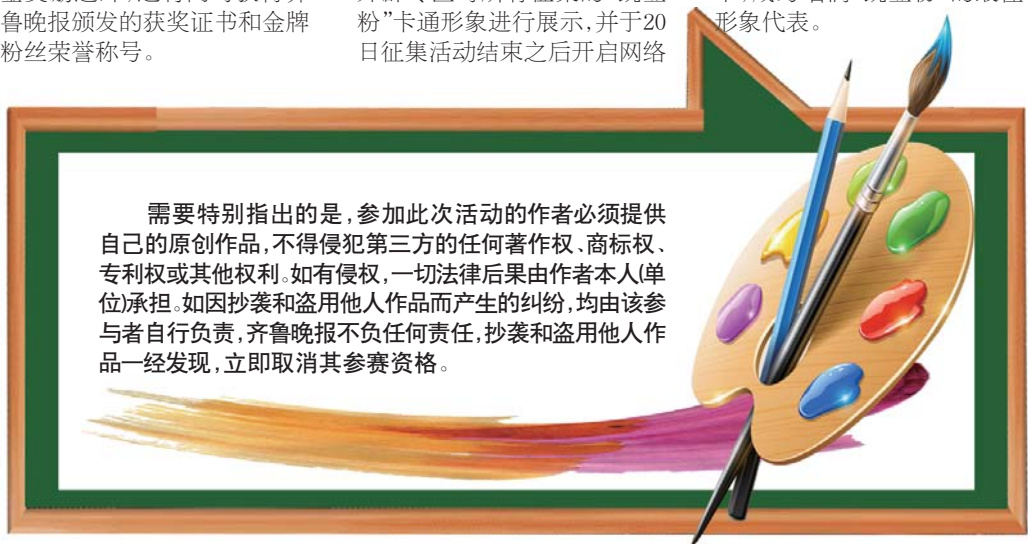 鲁晚报颁发的获奖证书和金牌
粉丝荣誉称号。
粉”卡通形象进行展示,并于20
日征集活动结束之后开启网络
形象代表。
需要特别指出的是,参加此次活动的作者必须提供
自己的原创作品,不得侵犯第三方的任何著作权、商标权、
专利权或其他权利。如有侵权,一切法律后果由作者本人(单
位)承担。如因抄袭和盗用他人作品而产生的纠纷,均由该参
与者自行负责,齐鲁晚报不负任何责任,抄袭和盗用他人作
品一经发现,立即取消其参赛资格。